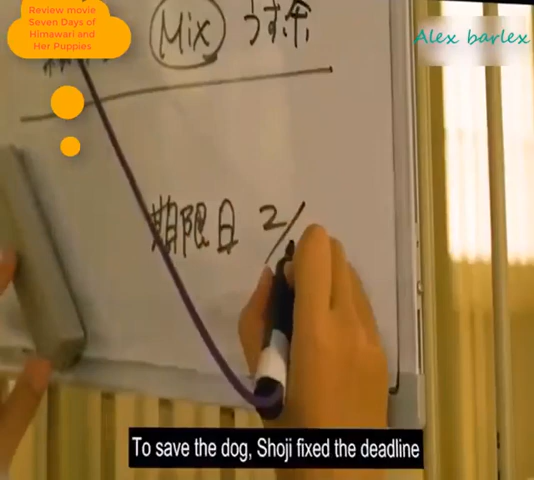 Review movie
Seven Days of
Himawari and
Her Puppies.
Alex barlex
Mix うす茶
期限日 2/
To save the dog, Shoji fixed the deadline